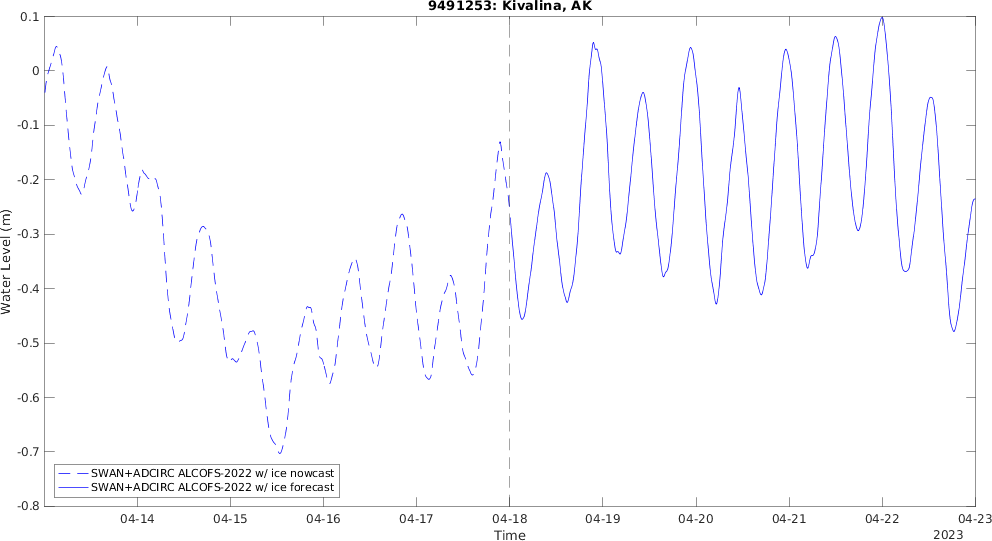 9491253: Kivalina, AK
0.1
0
-0.1
-0.2
-0.3
-0.4
-0.5
-0.6
-0.7
-0.8
Water Level (m)
SWAN+ADCIRC ALCOFS-2022 w/ ice nowcast
SWAN+ADCIRC ALCOFS-2022 w/ ice forecast
04-14 04-15 04-16 04-17 04-18 04-19 04-20 04-21 04-22 04-23
Time
2023